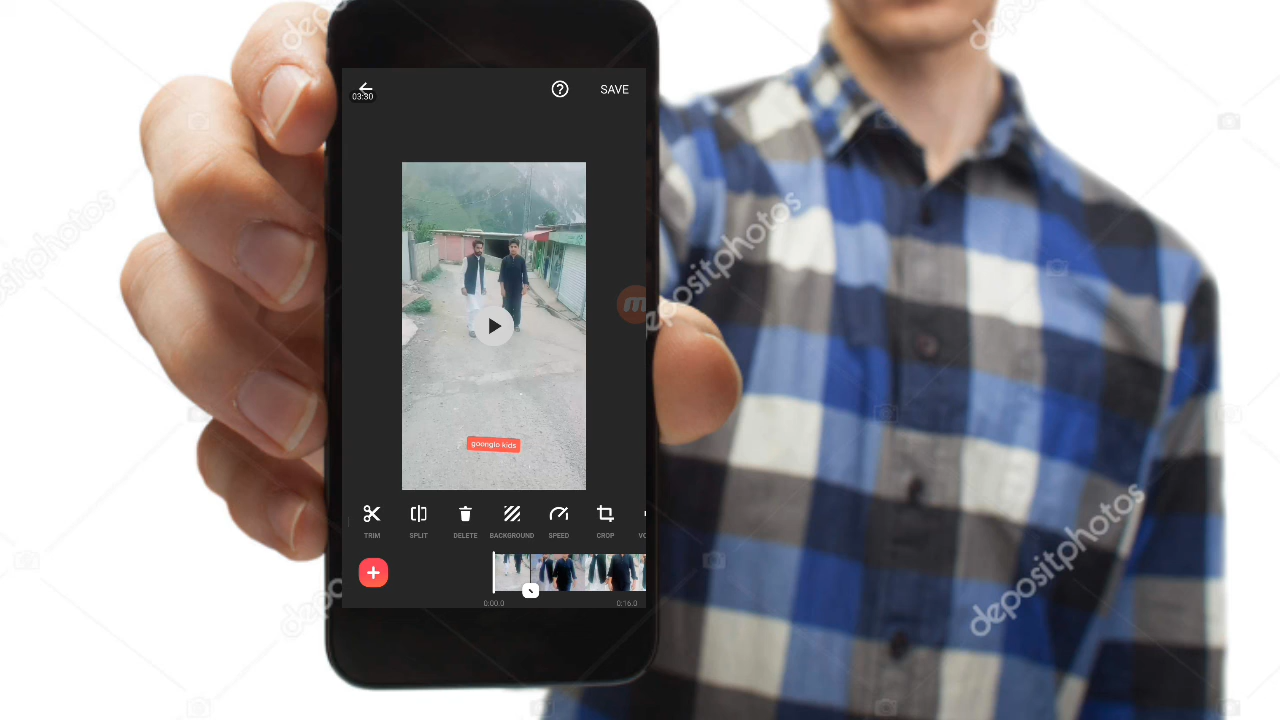 depositphotos
depositphotos
03:30
SAVE
goonglo kids
TRIM
SPLIT
DELETE
BACKGROUND
SPEED
CROP
VO
0:00.0
0:16.0
depositphotos